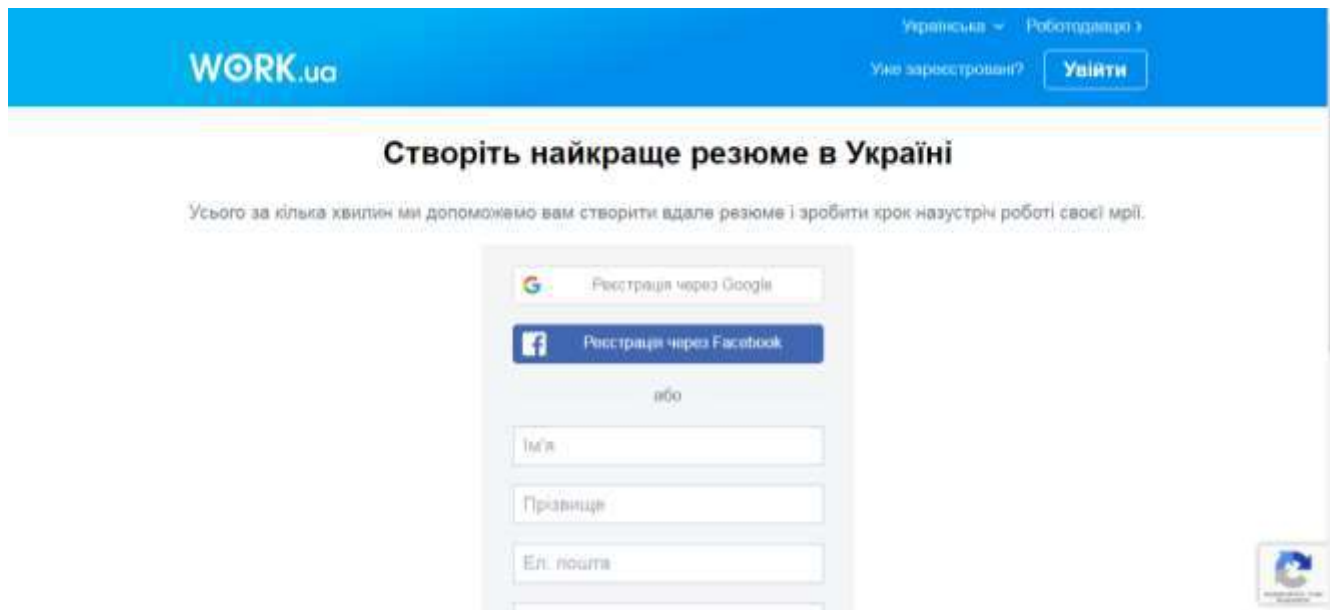 Українська Роботодавцю
WORK.ua
Уже зареєстровані? Увійти
Створіть найкраще резюме в Україні
Усього за кілька хвилин ми допоможемо вам створити вдале резюме і зробити крок назустріч роботі своєї мрії.
Реєстрація через Google
Реєстрація через Facebook
або
Ім'я
Прізвище
Ел. пошта